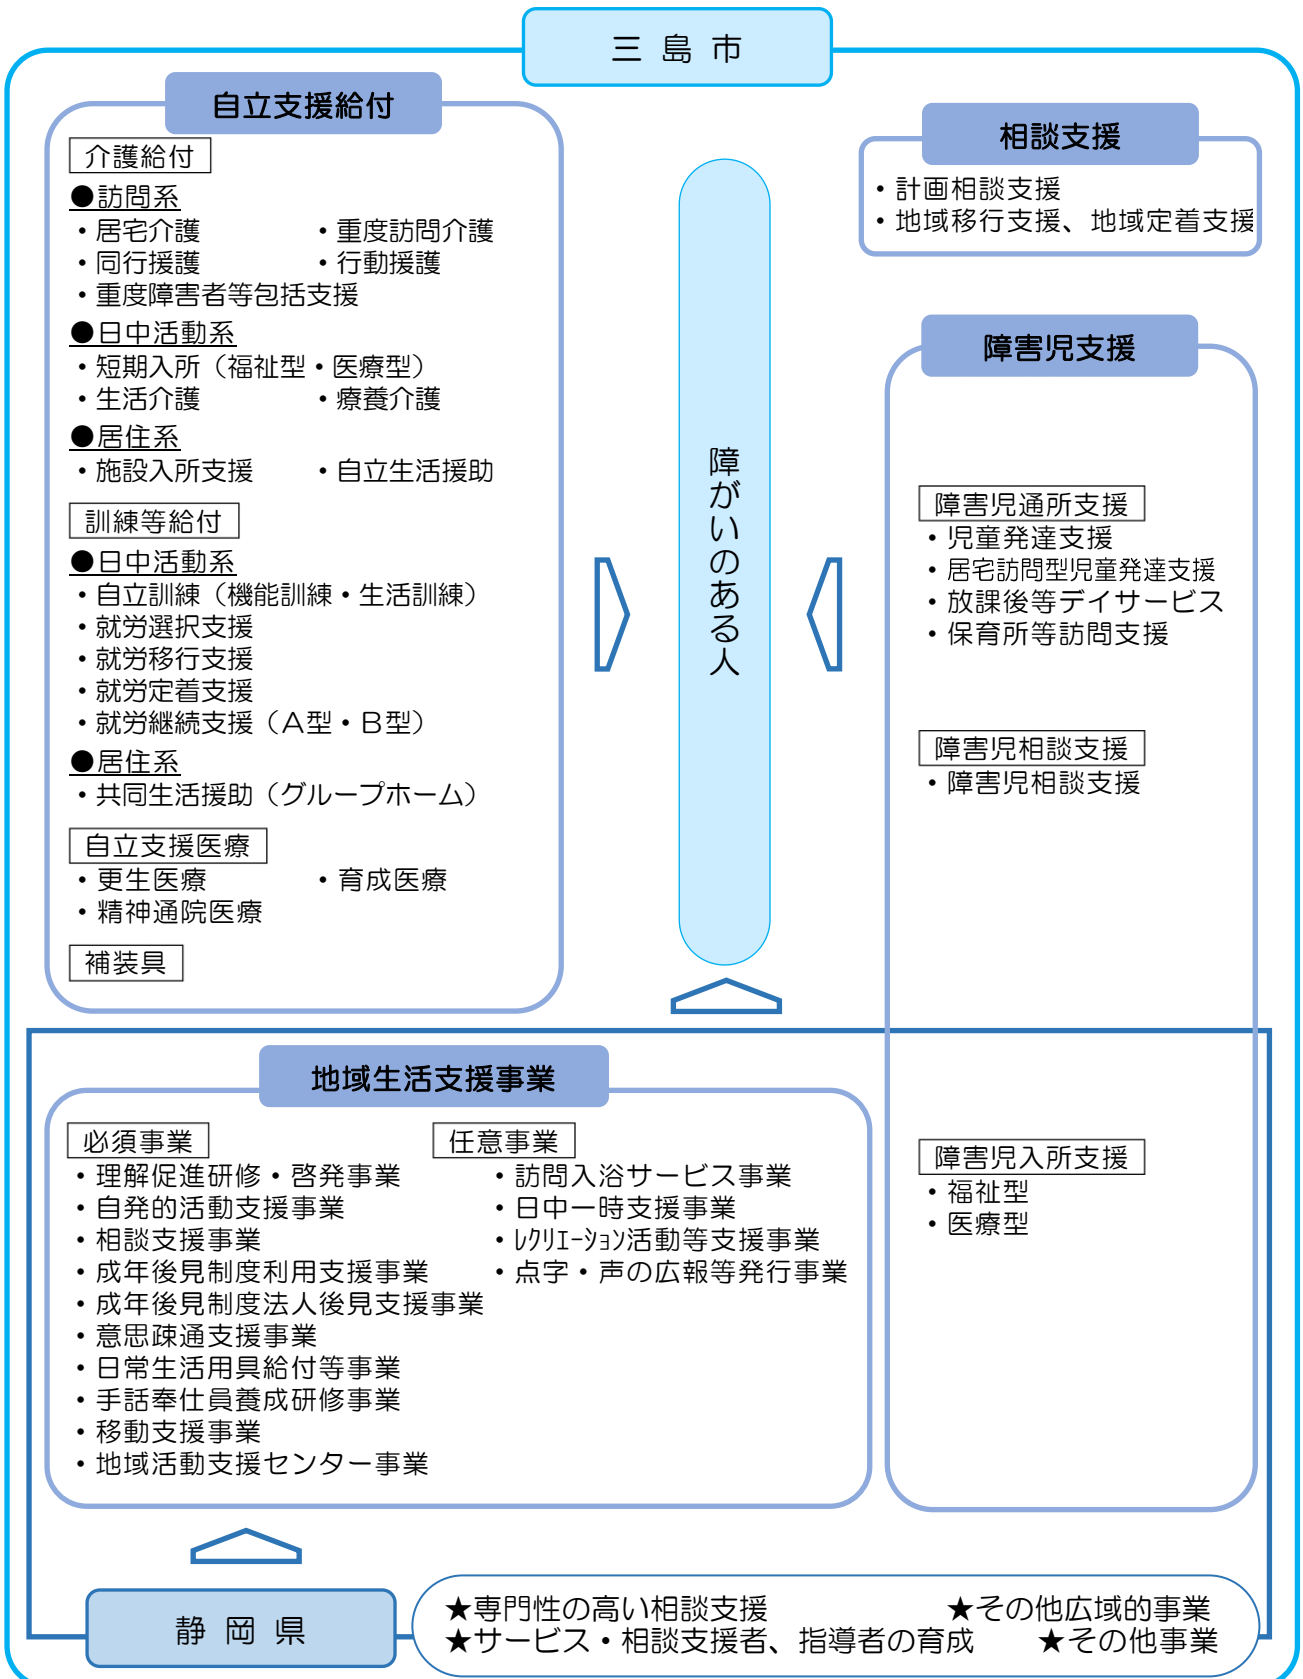 三島市
自立支援給付
介護給付
●訪問系
・居宅介護 ・重度訪問介護
・同行援護 ・行動援護
・重度障害者等包括支援
●日中活動系
・短期入所（福祉型・医療型）
・生活介護 ・療養介護
●居住系
・施設入所支援 ・自立生活援助
訓練等給付
●日中活動系
・自立訓練（機能訓練・生活訓練）
・就労選択支援
・就労移行支援
・就労定着支援
・就労継続支援（Ａ型・Ｂ型）
●居住系
・共同生活援助（グループホーム）
自立支援医療
・更生医療 ・育成医療
・精神通院医療
補装具
障がいのある人
相談支援
・計画相談支援
・地域移行支援、地域定着支援
障害児支援
障害児通所支援
・児童発達支援
・居宅訪問型児童発達支援
・放課後等デイサービス
・保育所等訪問支援
障害児相談支援
・障害児相談支援
障害児入所支援
・福祉型
・医療型
地域生活支援事業
必須事業
・理解促進研修・啓発事業
・自発的活動支援事業
・相談支援事業
・成年後見制度利用支援事業
・成年後見制度法人後見支援事業
・意思疎通支援事業
・日常生活用具給付等事業
・手話奉仕員養成研修事業
・移動支援事業
・地域活動支援センター事業
任意事業
・訪問入浴サービス事業
・日中一時支援事業
・ﾚｸﾘｴｰｼｮﾝ活動等支援事業
・点字・声の広報等発行事業
静岡県
★専門性の高い相談支援 ★その他広域的事業
★サービス・相談支援者、指導者の育成 ★その他事業